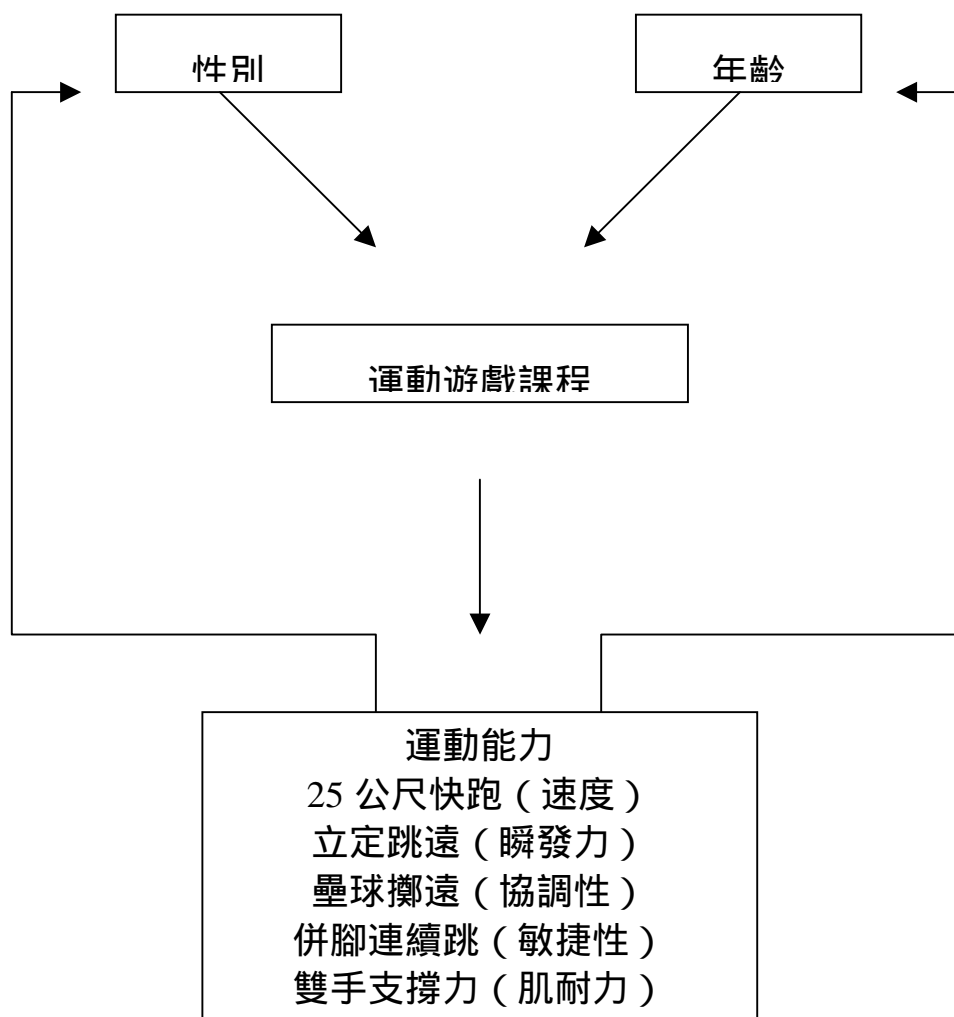 性別
年齡
運動遊戲課程
運動能力
25 公尺快跑（速度）
立定跳遠（瞬發力）
壘球擲遠（協調性）
併腳連續跳（敏捷性）
雙手支撐力（肌耐力）